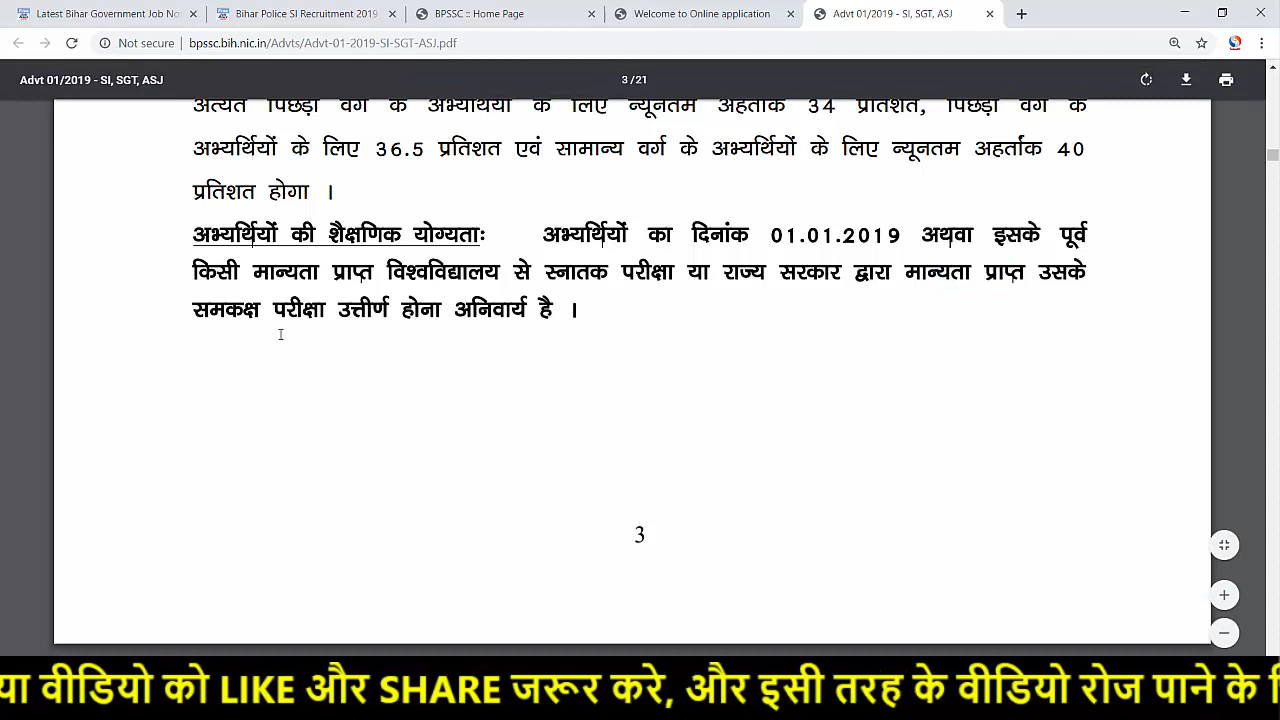 Latest Bihar Government Job No
Bihar Police SI Recruitment 2019
BPSSC :: Home Page
Welcome to Online application
Advt 01/2019 - SI, SGT, ASJ
Not secure | bpssc.bih.nic.in/Advts/Advt-01-2019-SI-SGT-ASJ.pdf
Advt 01/2019 - SI, SGT, ASJ
3 / 21
अत्यंत पिछड़ा वर्ग के अभ्यर्थियों के लिए न्यूनतम अर्हतांक 34 प्रतिशत, पिछड़ा वर्ग के
अभ्यर्थियों के लिए 36.5 प्रतिशत एवं सामान्य वर्ग के अभ्यर्थियों के लिए न्यूनतम अहर्तांक 40
प्रतिशत होगा ।
अभ्यर्थियों की शैक्षणिक योग्यताः अभ्यर्थियों का दिनांक 01.01.2019 अथवा इसके पूर्व
किसी मान्यता प्राप्त विश्वविद्यालय से स्नातक परीक्षा या राज्य सरकार द्वारा मान्यता प्राप्त उसके
समकक्ष परीक्षा उत्तीर्ण होना अनिवार्य है ।
3
या वीडियो को LIKE और SHARE जरूर करे, और इसी तरह के वीडियो रोज पाने के